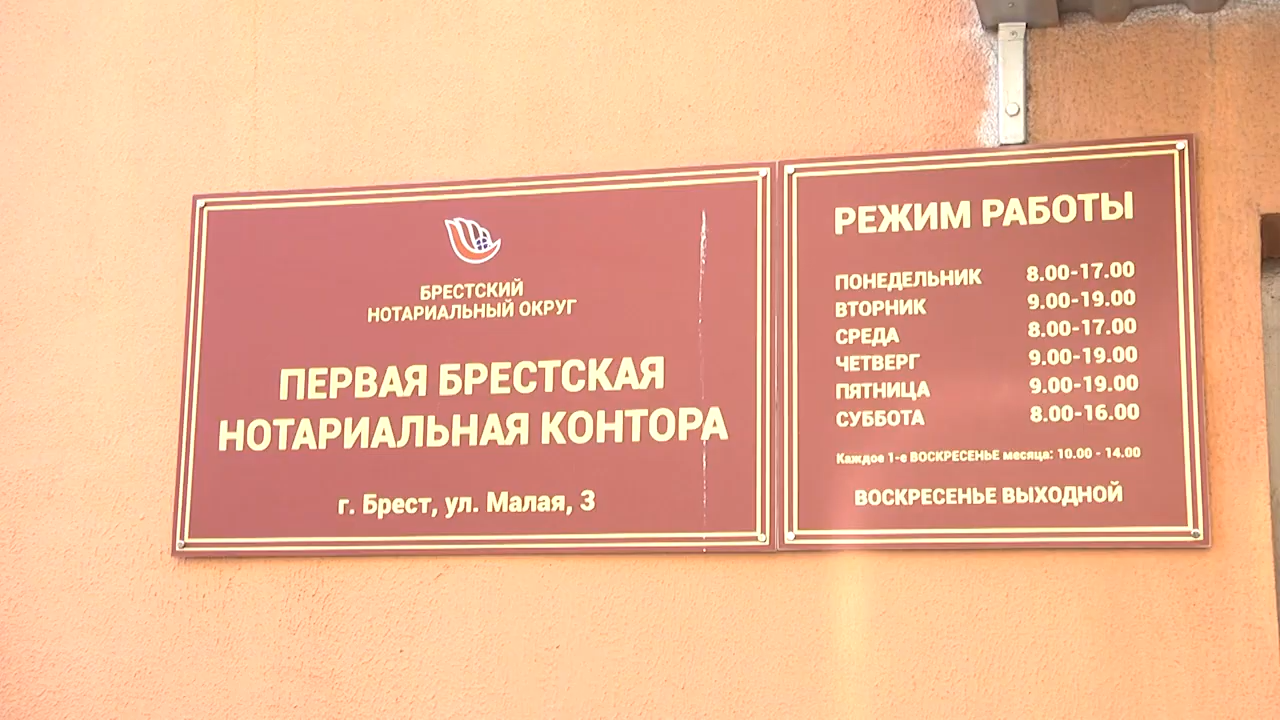 БРЕСТСКИЙ
НОТАРИАЛЬНЫЙ ОКРУГ
ПЕРВАЯ БРЕСТСКАЯ
НОТАРИАЛЬНАЯ КОНТОРА
г. Брест, ул. Малая, 3
РЕЖИМ РАБОТЫ
ПОНЕДЕЛЬНИК 8.00-17.00
ВТОРНИК 9.00-19.00
СРЕДА 8.00-17.00
ЧЕТВЕРГ 9.00-19.00
ПЯТНИЦА 9.00-19.00
СУББОТА 8.00-16.00
Каждое 1-е ВОСКРЕСЕНЬЕ месяца: 10.00 - 14.00
ВОСКРЕСЕНЬЕ ВЫХОДНОЙ